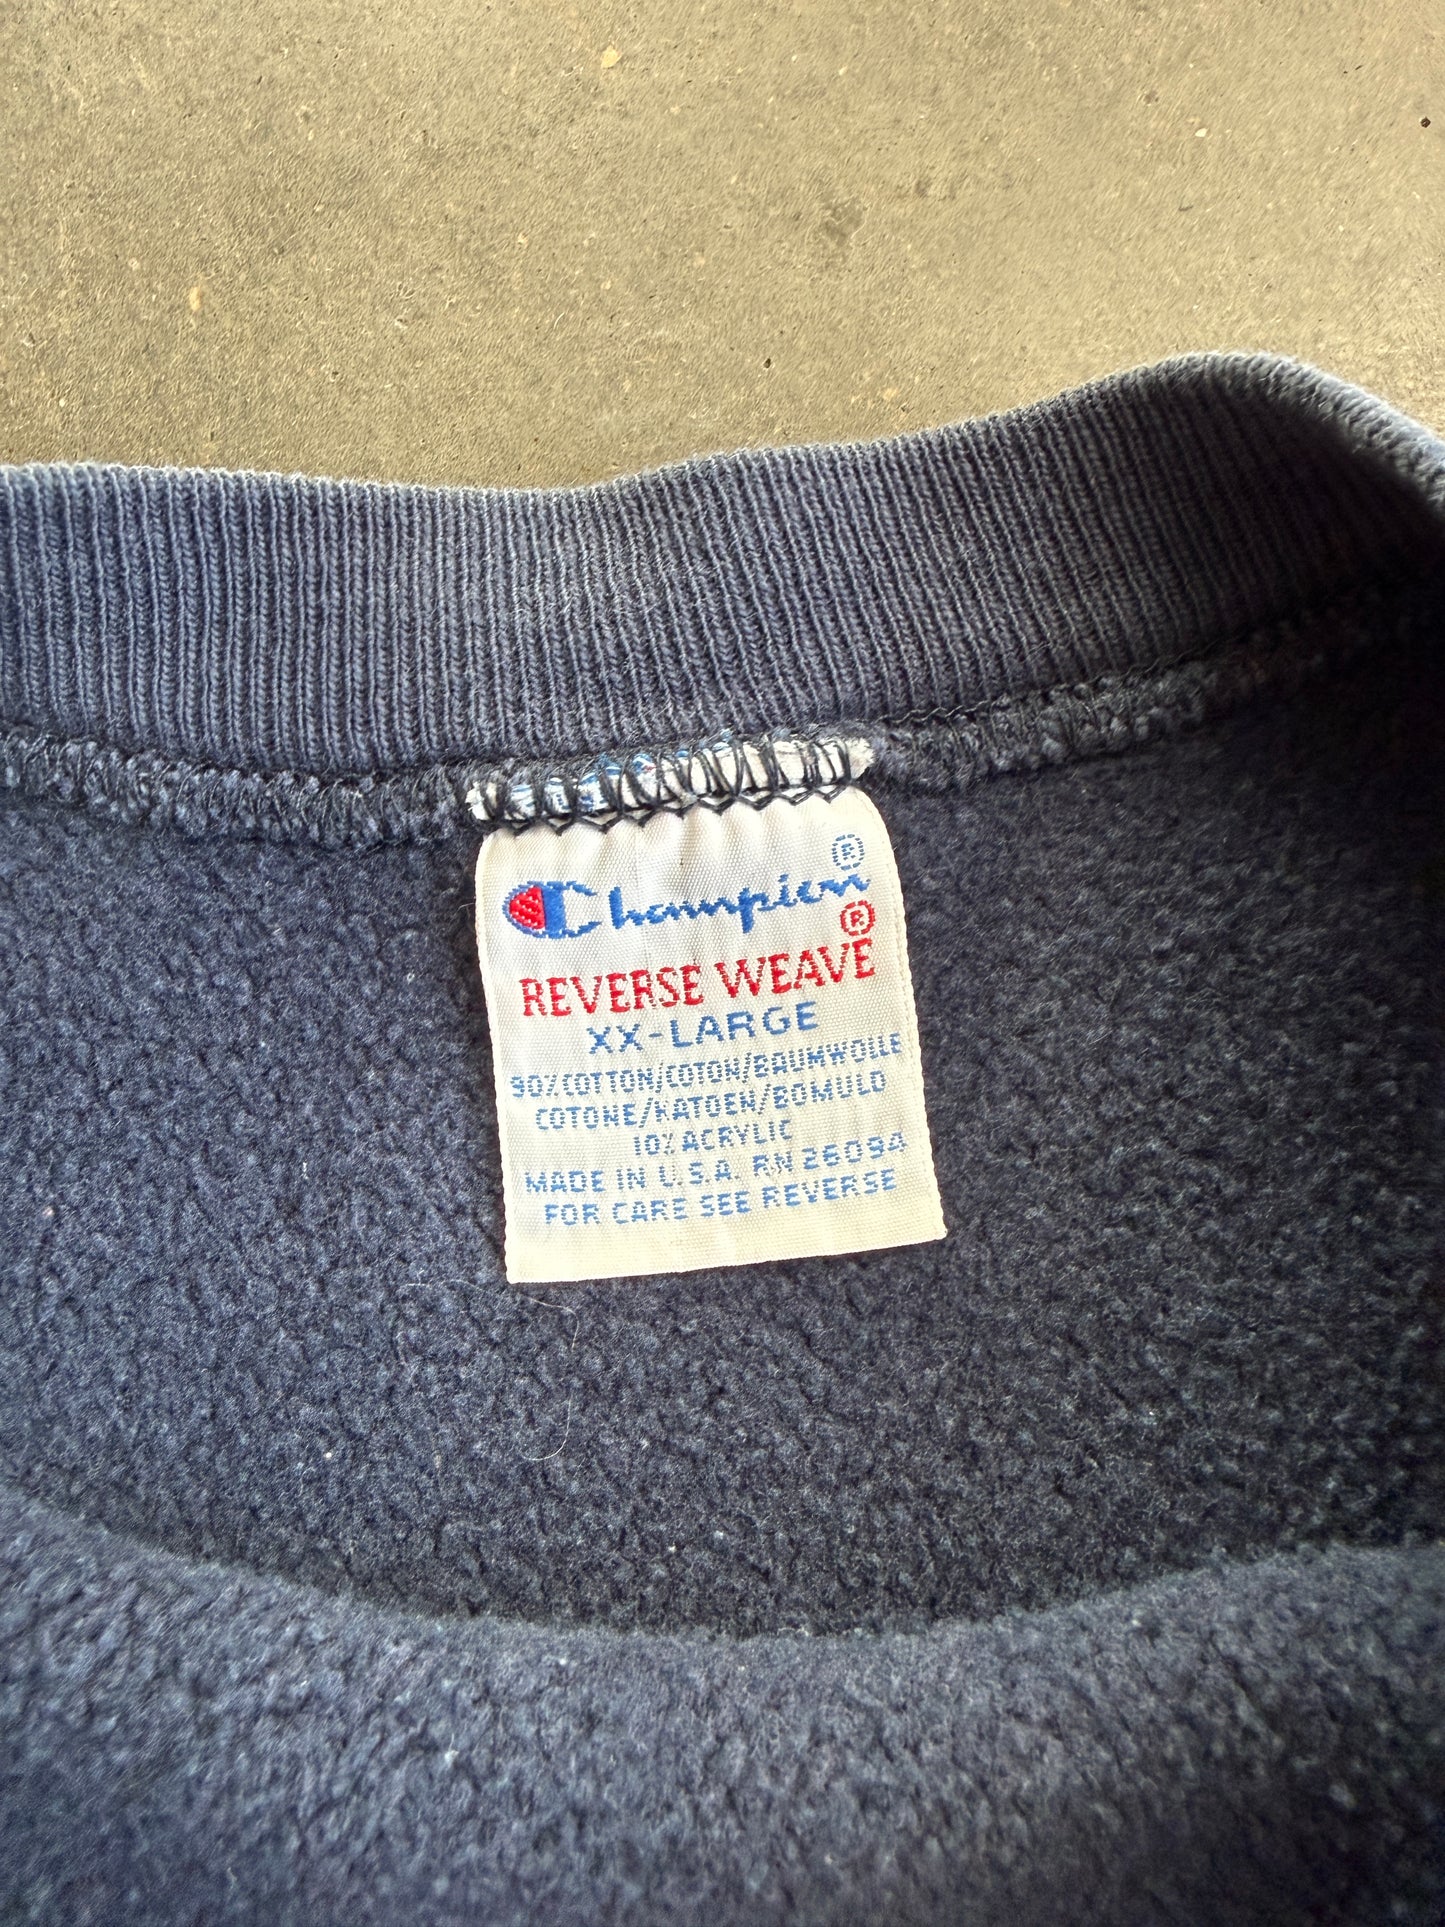 Champion ®
REVERSE WEAVE ®
XX-LARGE
90% COTTON/COTON/BAUMWOLLE
COTONE/KATOEN/BOMULD
10% ACRYLIC
MADE IN U.S.A. RN 26094
FOR CARE SEE REVERSE